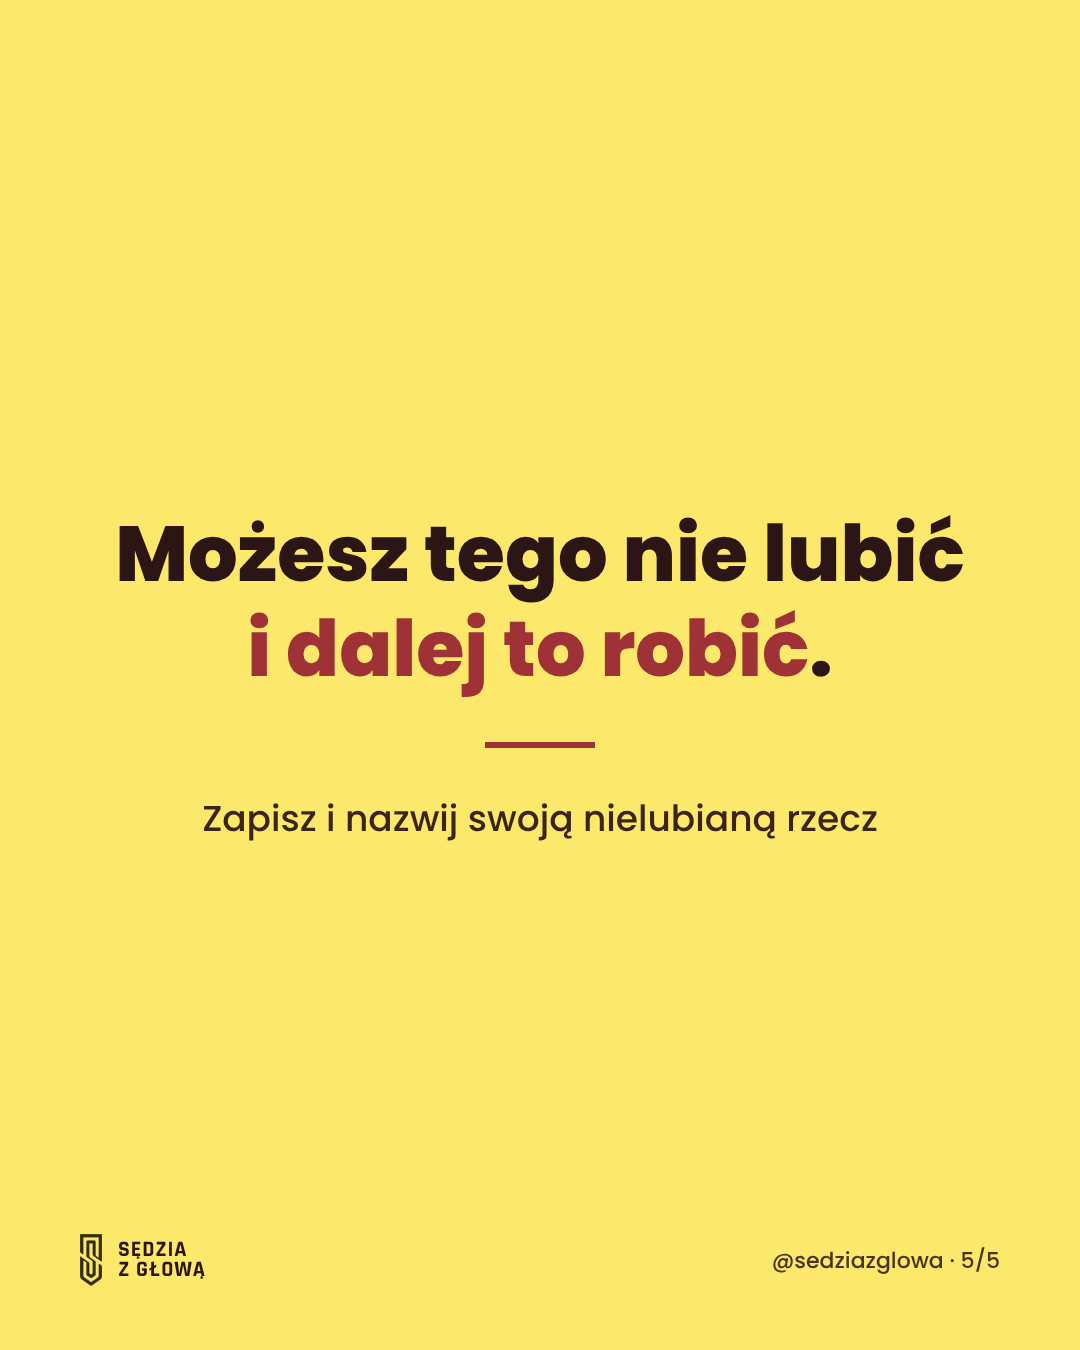 Możesz tego nie lubić
i dalej to robić.
Zapisz i nazwij swoją nielubianą rzecz
SĘDZIA
Z GŁOWĄ
@sedziazglowa · 5/5